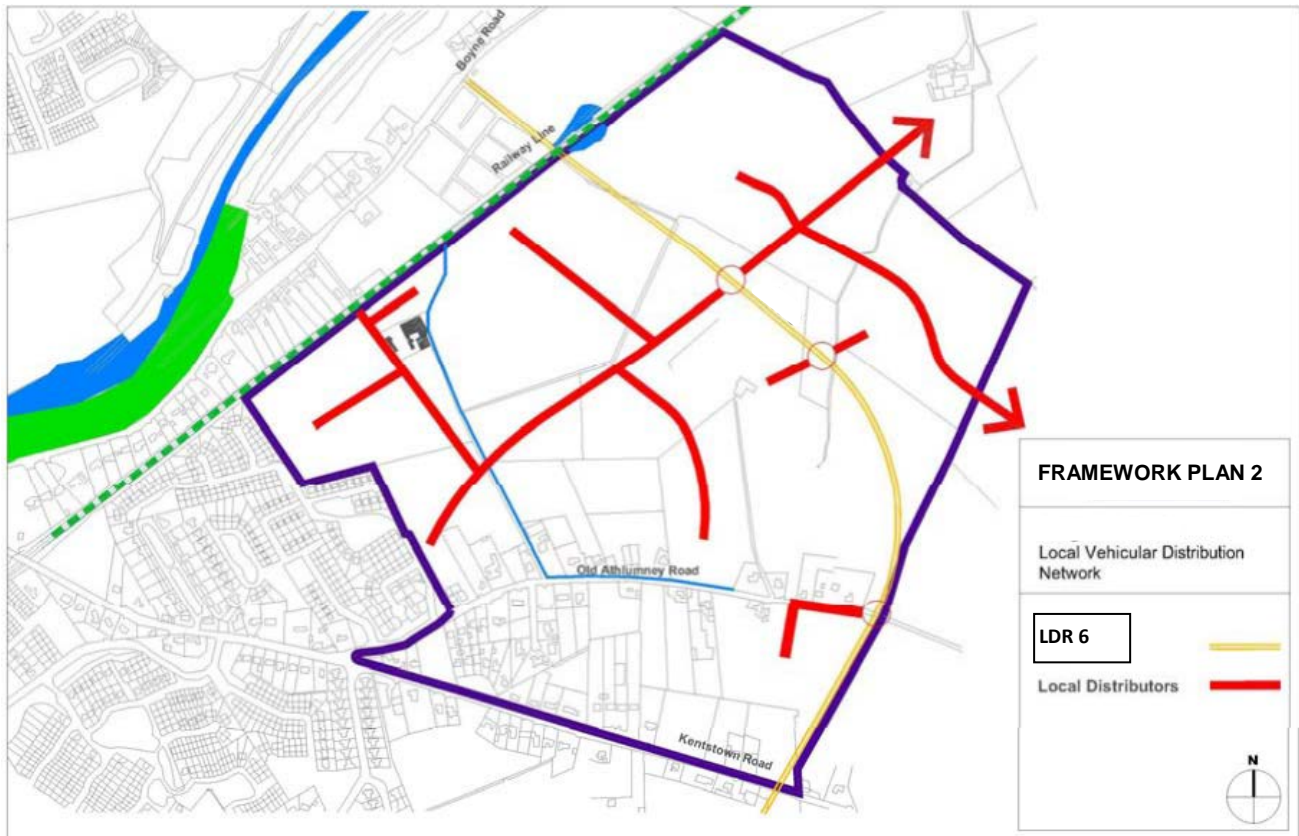 Boyne Road
Railway Line
Old Athlumney Road
Kentstown Road
FRAMEWORK PLAN 2
Local Vehicular Distribution
Network
LDR 6
Local Distributors
N